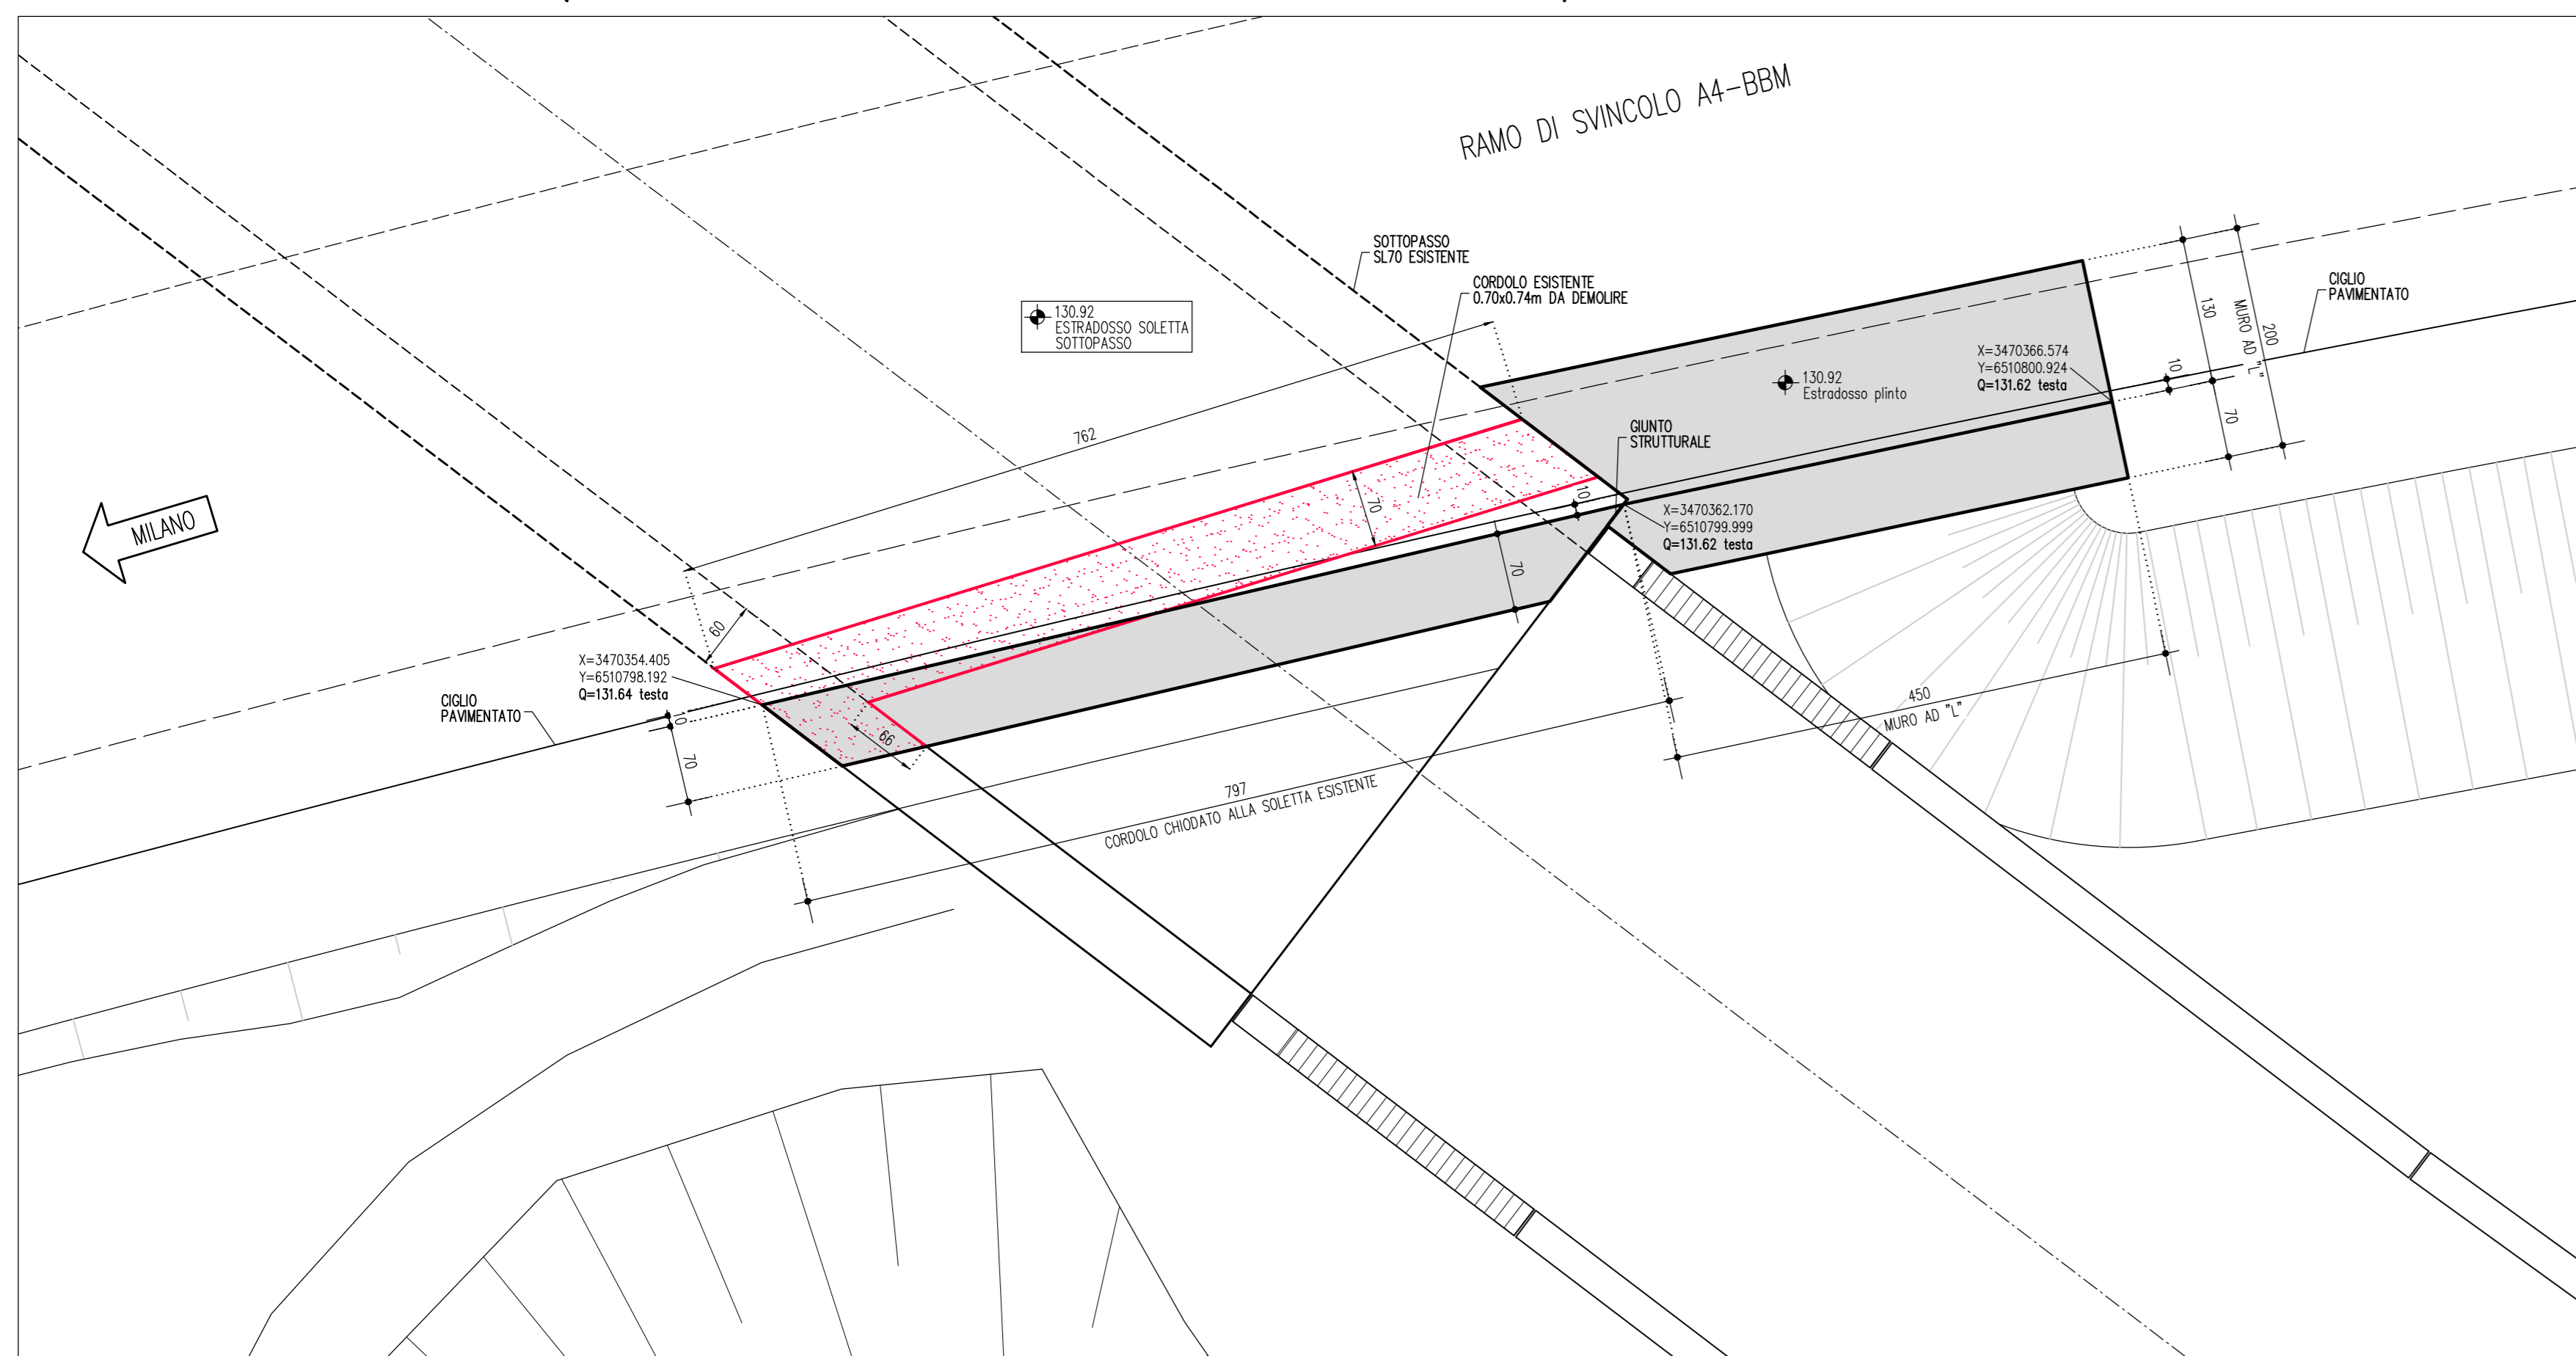 RAMO DI SVINCOLO A4-BBM
SOTTOPASSO
SL70 ESISTENTE
CORDOLO ESISTENTE
0.70x0.74m DA DEMOLIRE
130.92
ESTRADOSSO SOLETTA
SOTTOPASSO
CIGLIO
PAVIMENTATO
130
MURO AD "L"
200
10
70
X=3470366.574
Y=6510800.924
Q=131.62 testa
130.92
Estradosso plinto
GIUNTO
STRUTTURALE
762
70
10
X=3470362.170
Y=6510799.999
Q=131.62 testa
70
MILANO
60
X=3470354.405
Y=6510798.192
Q=131.64 testa
CIGLIO
PAVIMENTATO
70
66
450
MURO AD "L"
797
CORDOLO CHIODATO ALLA SOLETTA ESISTENTE